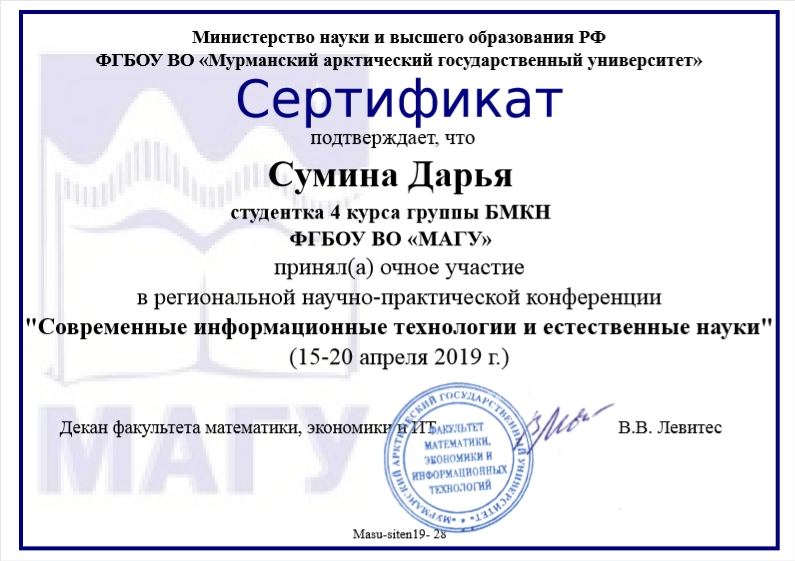 Министерство науки и высшего образования РФ
ФГБОУ ВО «Мурманский арктический государственный университет»
Сертификат
подтверждает, что
Сумина Дарья
студентка 4 курса группы БМКН
ФГБОУ ВО «МАГУ»
принял(а) очное участие
в региональной научно-практической конференции
"Современные информационные технологии и естественные науки"
(15-20 апреля 2019 г.)
МАГУ
Декан факультета математики, экономики и ИТ
В.В. Левитес
МУРМАНСКИЙ АРКТИЧЕСКИЙ ГОСУДАРСТВЕННЫЙ УНИВЕРСИТЕТ
ФАКУЛЬТЕТ
МАТЕМАТИКИ,
ЭКОНОМИКИ И
ИНФОРМАЦИОННЫХ
ТЕХНОЛОГИЙ
Masu-siten19- 28